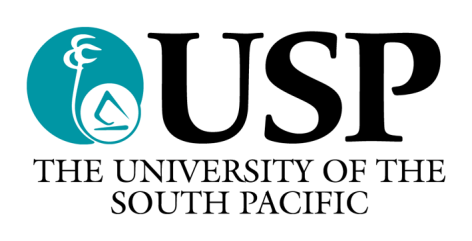 USP
THE UNIVERSITY OF THE
SOUTH PACIFIC